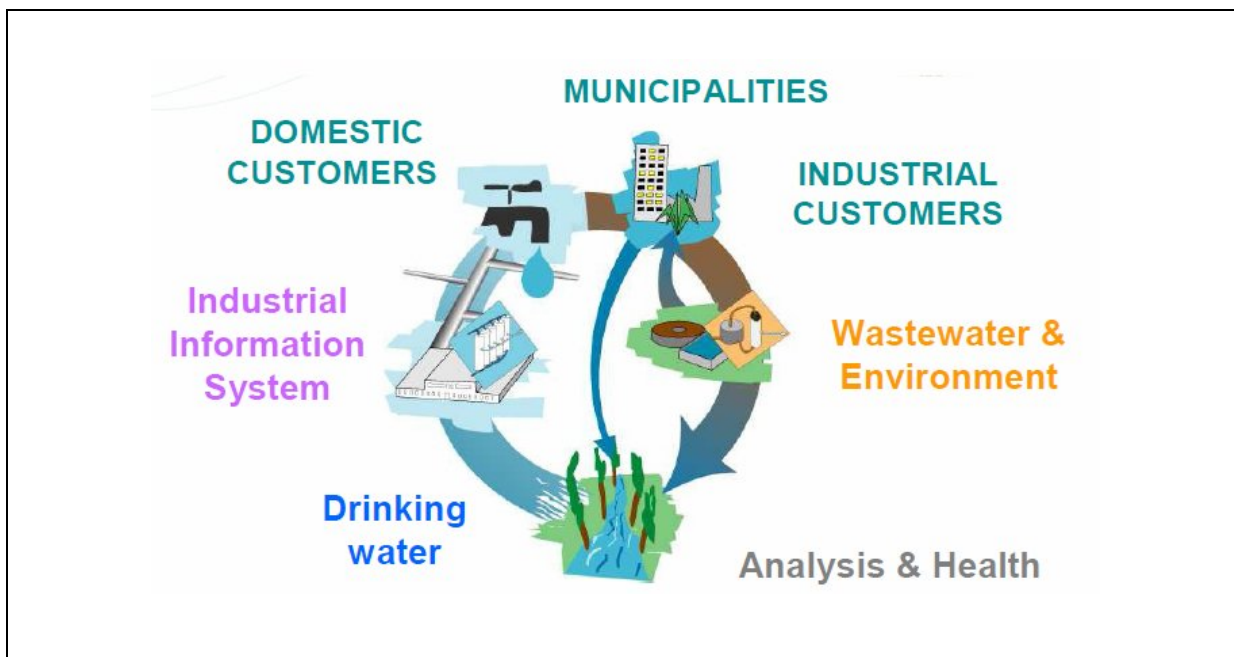 MUNICIPALITIES
DOMESTIC
CUSTOMERS
INDUSTRIAL
CUSTOMERS
Industrial
Information
System
Wastewater &
Environment
Drinking
water
Analysis & Health